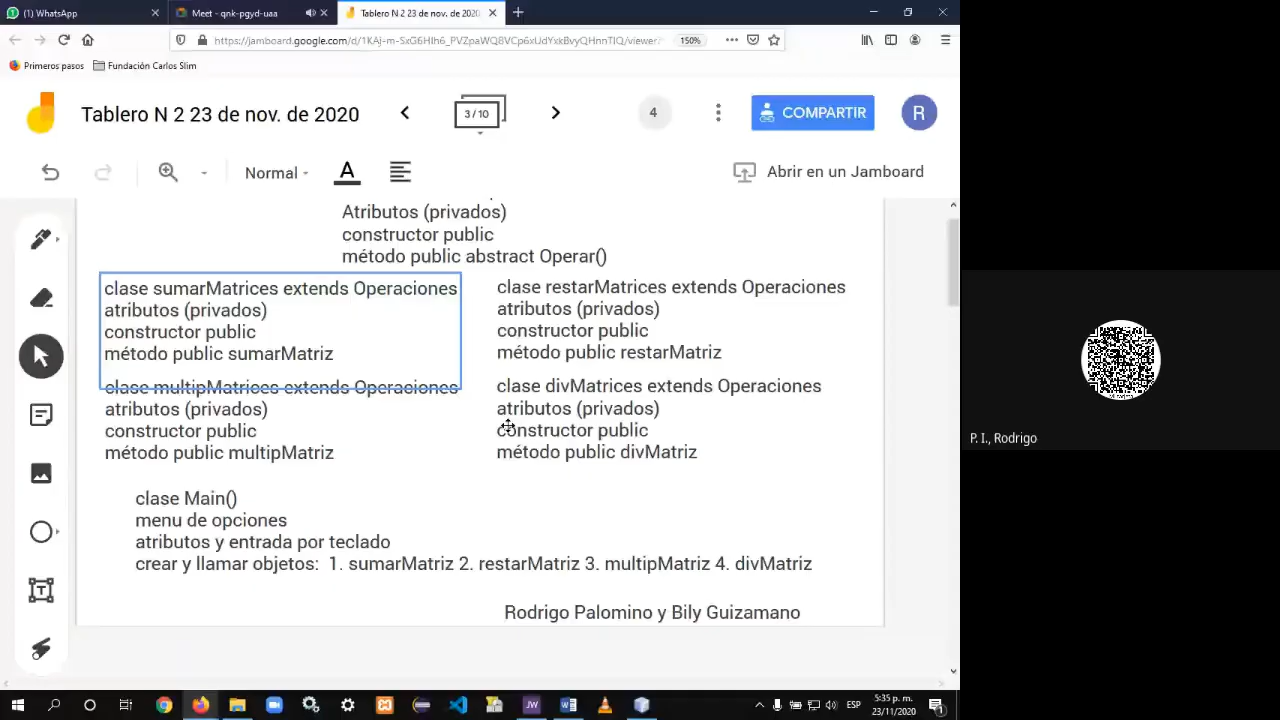 (1) WhatsApp
Meet - qnk-pgyd-uaa
Tablero N 2 23 de nov. de 2020
150%
Primeros pasos
Fundación Carlos Slim
Tablero N 2 23 de nov. de 2020
3 / 10
4
COMPARTIR
R
Normal
A
Abrir en un Jamboard
Atributos (privados)
constructor public
método public abstract Operar()
clase sumarMatrices extends Operaciones
atributos (privados)
constructor public
método public sumarMatriz
clase restarMatrices extends Operaciones
atributos (privados)
constructor public
método public restarMatriz
clase multipMatrices extends Operaciones
atributos (privados)
constructor public
método public multipMatriz
clase divMatrices extends Operaciones
atributos (privados)
constructor public
método public divMatriz
clase Main()
menu de opciones
atributos y entrada por teclado
crear y llamar objetos: 1. sumarMatriz 2. restarMatriz 3. multipMatriz 4. divMatriz
Rodrigo Palomino y Bily Guizamano
P. I., Rodrigo
JW
ESP
5:35 p. m.
23/11/2020